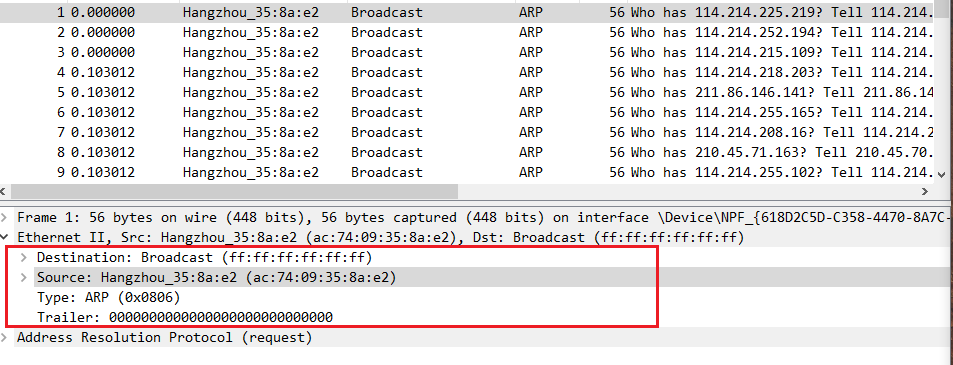 1 0.000000 Hangzhou_35:8a:e2 Broadcast ARP 56 Who has 114.214.225.219? Tell 114.214.
2 0.000000 Hangzhou_35:8a:e2 Broadcast ARP 56 Who has 114.214.252.194? Tell 114.214.
3 0.000000 Hangzhou_35:8a:e2 Broadcast ARP 56 Who has 114.214.215.109? Tell 114.214.
4 0.103012 Hangzhou_35:8a:e2 Broadcast ARP 56 Who has 114.214.218.203? Tell 114.214.
5 0.103012 Hangzhou_35:8a:e2 Broadcast ARP 56 Who has 211.86.146.141? Tell 211.86.14
6 0.103012 Hangzhou_35:8a:e2 Broadcast ARP 56 Who has 114.214.255.165? Tell 114.214.
7 0.103012 Hangzhou_35:8a:e2 Broadcast ARP 56 Who has 114.214.208.16? Tell 114.214.2
8 0.103012 Hangzhou_35:8a:e2 Broadcast ARP 56 Who has 210.45.71.163? Tell 210.45.70.
9 0.103012 Hangzhou_35:8a:e2 Broadcast ARP 56 Who has 114.214.255.102? Tell 114.214.
Frame 1: 56 bytes on wire (448 bits), 56 bytes captured (448 bits) on interface \Device\NPF_{618D2C5D-C358-4470-8A7C-
Ethernet II, Src: Hangzhou_35:8a:e2 (ac:74:09:35:8a:e2), Dst: Broadcast (ff:ff:ff:ff:ff:ff)
Destination: Broadcast (ff:ff:ff:ff:ff:ff)
Source: Hangzhou_35:8a:e2 (ac:74:09:35:8a:e2)
Type: ARP (0x0806)
Trailer: 0000000000000000000000000000
Address Resolution Protocol (request)